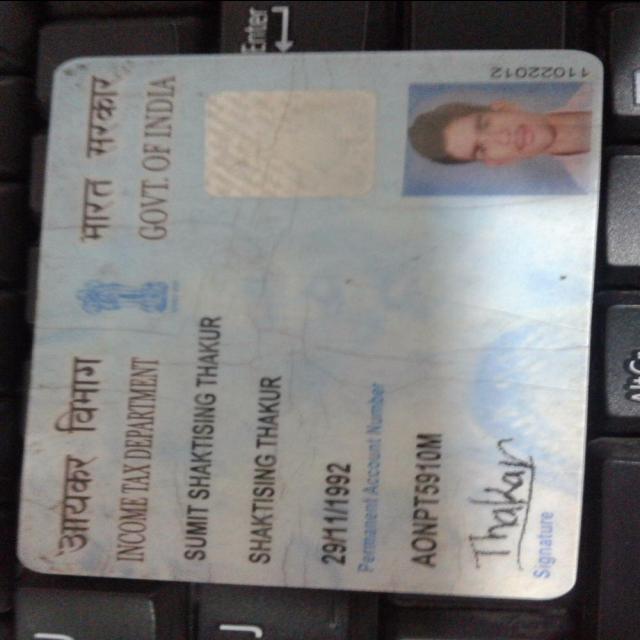 आयकर विभाग
INCOME TAX DEPARTMENT
भारत सरकार
GOVT. OF INDIA
SUMIT SHAKTISING THAKUR
SHAKTISING THAKUR
29/11/1992
Permanent Account Number
AONPT5910M
Thakur
Signature
11022012
Enter